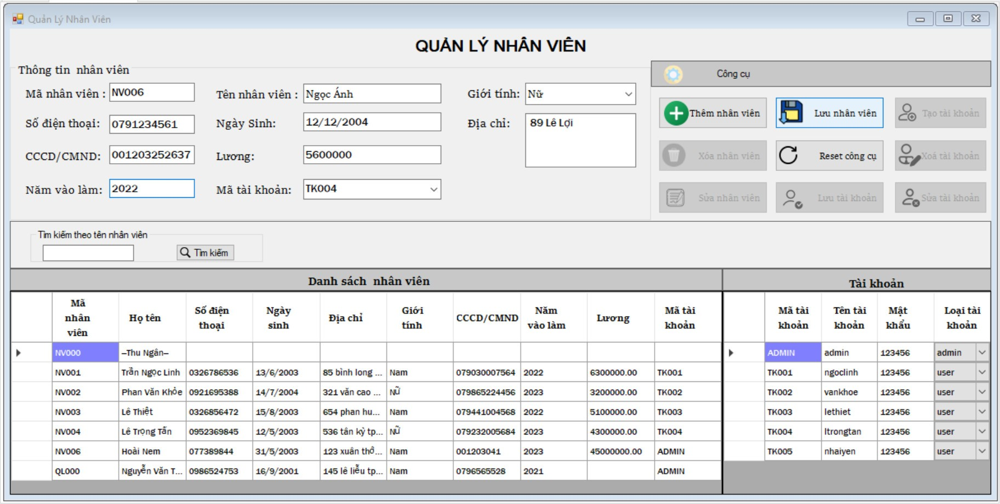 Quản Lý Nhân Viên
QUẢN LÝ NHÂN VIÊN
Thông tin nhân viên
Mã nhân viên : NV006 Tên nhân viên : Ngọc Ánh Giới tính: Nữ
Số điện thoại: 0791234561 Ngày Sinh: 12/12/2004 Địa chỉ: 89 Lê Lợi
CCCD/CMND: 001203252637 Lương: 5600000
Năm vào làm: 2022 Mã tài khoản: TK004
Công cụ
Thêm nhân viên Lưu nhân viên Tạo tài khoản
Xóa nhân viên Reset công cụ Xoá tài khoản
Sửa nhân viên Lưu tài khoản Sửa tài khoản
Tìm kiếm theo tên nhân viên
Tìm kiếm
Danh sách nhân viên
Mã nhân viên Họ tên Số điện thoại Ngày sinh Địa chỉ Giới tính CCCD/CMND Năm vào làm Lương Mã tài khoản
NV000 –Thu Ngân–
NV001 Trần Ngọc Linh 0326786536 13/6/2003 85 bình long ... Nam 079030007564 2022 6300000.00 TK001
NV002 Phan Văn Khỏe 0921695388 14/7/2004 321 văn cao ... Nữ 079865224456 2023 3200000.00 TK002
NV003 Lê Thiệt 0326856472 15/8/2003 654 phan hu... Nam 079441004568 2022 5100000.00 TK003
NV004 Lê Trọng Tấn 0952369845 12/5/2003 536 tân kỳ tp... Nữ 079232005684 2023 4300000.00 TK004
NV006 Hoài Nem 077389844 31/5/2003 123 xuân thớ... Nam 001203041 2023 45000000.00 ADMIN
QL000 Nguyễn Văn T... 0986524753 16/9/2001 145 lê liễu tp... Nam 0796565528 2021 ADMIN
Tài khoản
Mã tài khoản Tên tài khoản Mật khẩu Loại tài khoản
ADMIN admin 123456 admin
TK001 ngoclinh 123456 user
TK002 vankhoe 123456 user
TK003 lethiet 123456 user
TK004 ltrongtan 123456 user
TK005 nhaiyen 123456 user